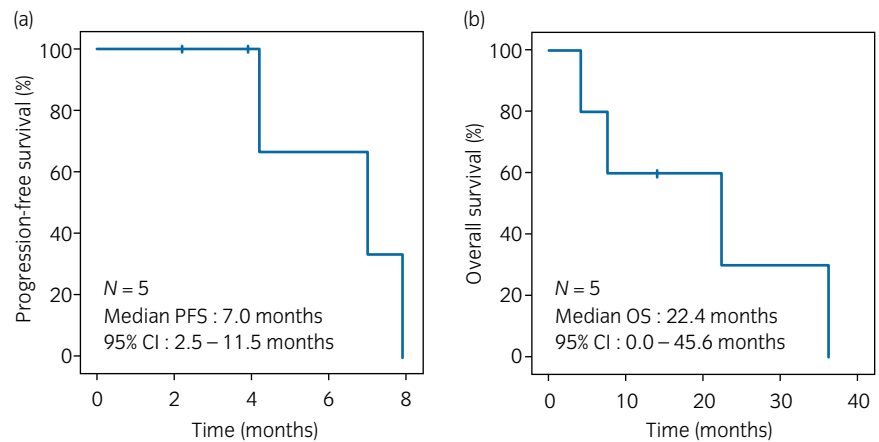 (a)
Progression-free survival (%)
100
80
60
40
20
0
N = 5
Median PFS : 7.0 months
95% CI : 2.5 – 11.5 months
0 2 4 6 8
Time (months)
(b)
Overall survival (%)
100
80
60
40
20
0
N = 5
Median OS : 22.4 months
95% CI : 0.0 – 45.6 months
0 10 20 30 40
Time (months)